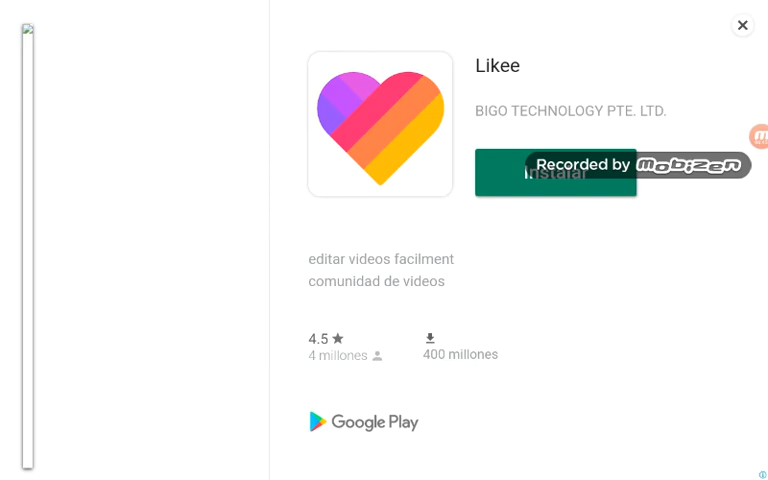 Likee
BIGO TECHNOLOGY PTE. LTD.
Recorded by mobizen
Instalar
editar videos facilment
comunidad de videos
4.5
4 millones
400 millones
Google Play